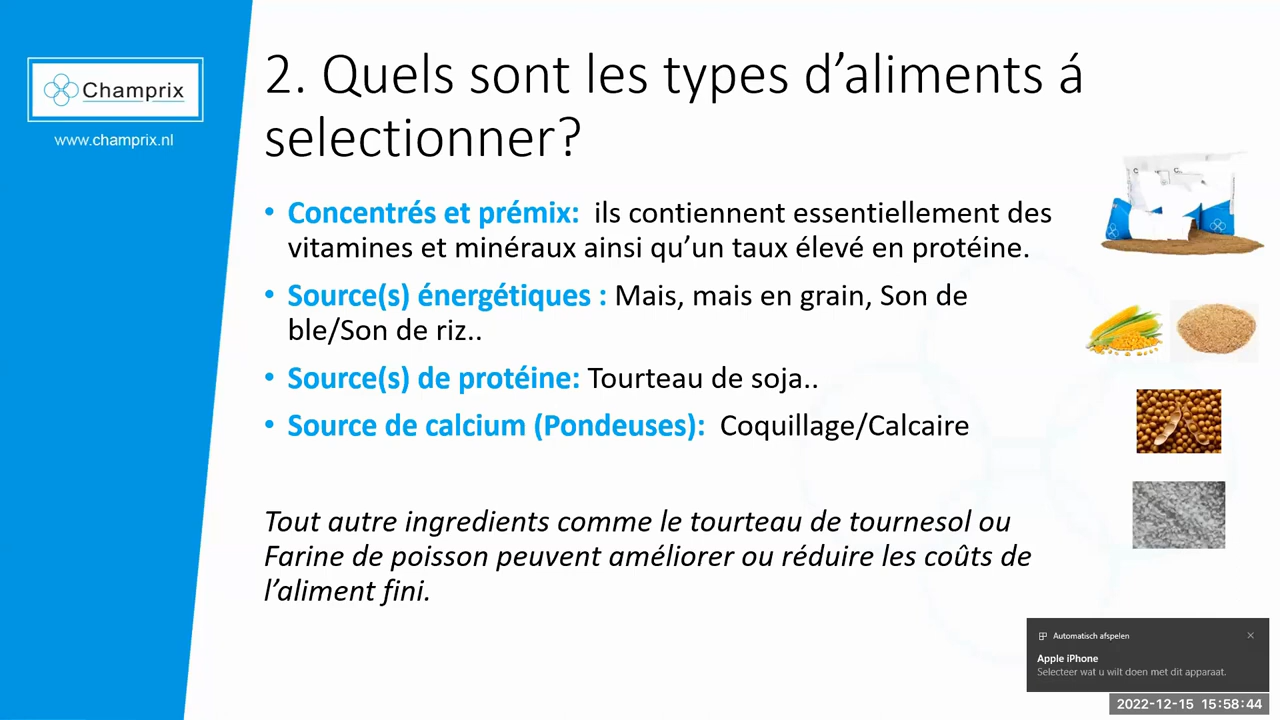 Champrix
www.champrix.nl
2. Quels sont les types d’aliments á
selectionner?
• Concentrés et prémix: ils contiennent essentiellement des
vitamines et minéraux ainsi qu’un taux élevé en protéine.
• Source(s) énergétiques : Mais, mais en grain, Son de
ble/Son de riz..
• Source(s) de protéine: Tourteau de soja..
• Source de calcium (Pondeuses): Coquillage/Calcaire
Tout autre ingredients comme le tourteau de tournesol ou
Farine de poisson peuvent améliorer ou réduire les coûts de
l’aliment fini.
Automatisch afspelen
Apple iPhone
Selecteer wat u wilt doen met dit apparaat.
2022-12-15 15:58:44